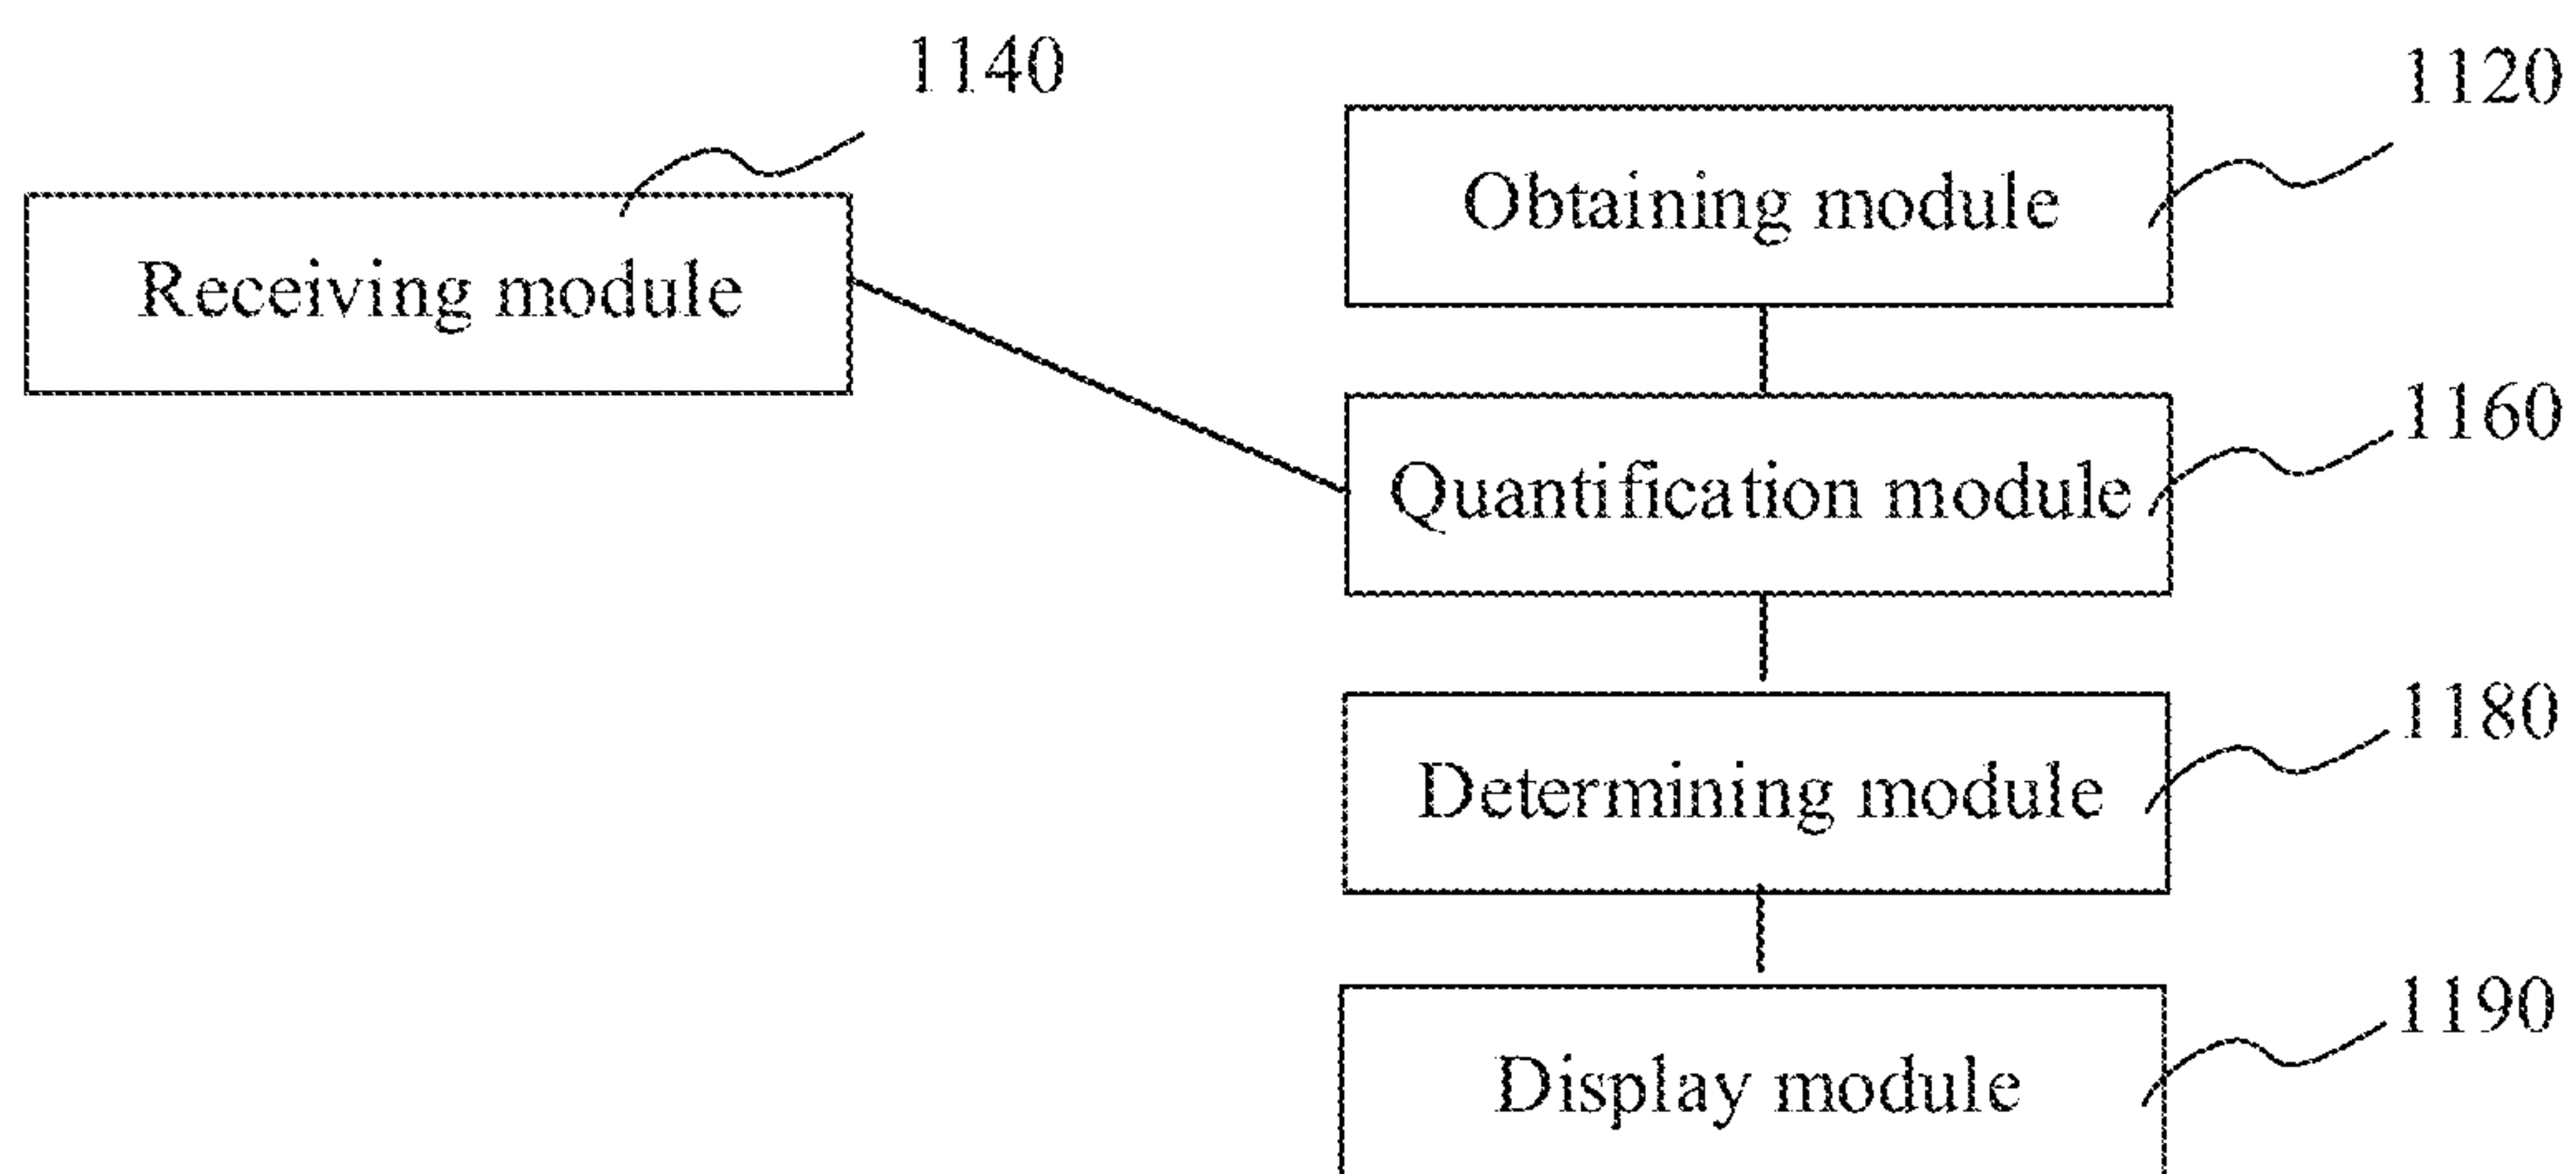 1140
1120
Obtaining module
Receiving module
1160
Quantification module
1180
Determining module
1190
Display module